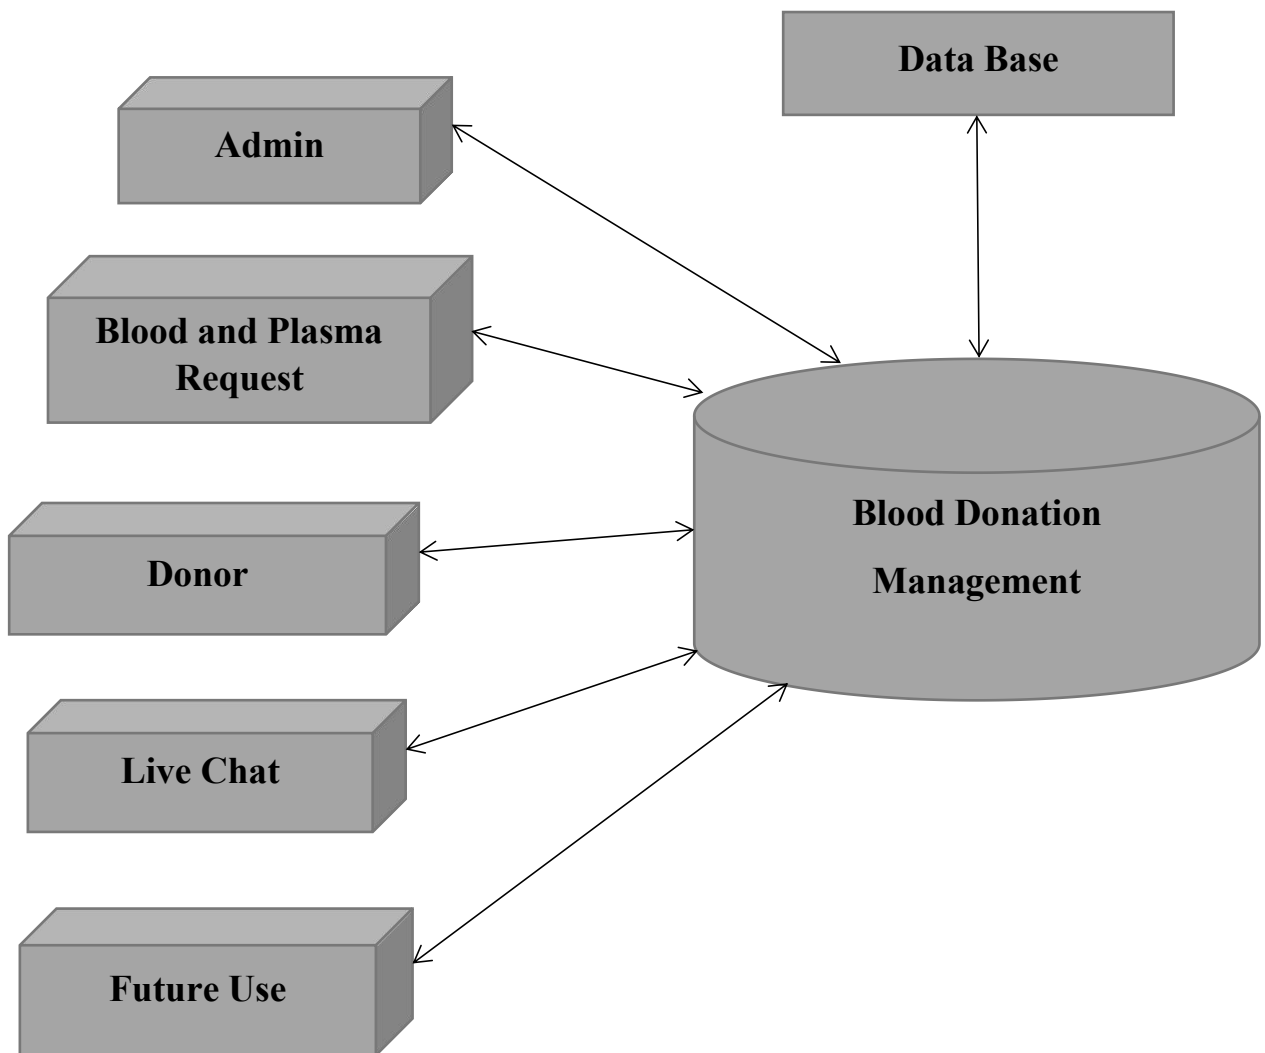 Data Base
Admin
Blood and Plasma
Request
Blood Donation
Management
Donor
Live Chat
Future Use